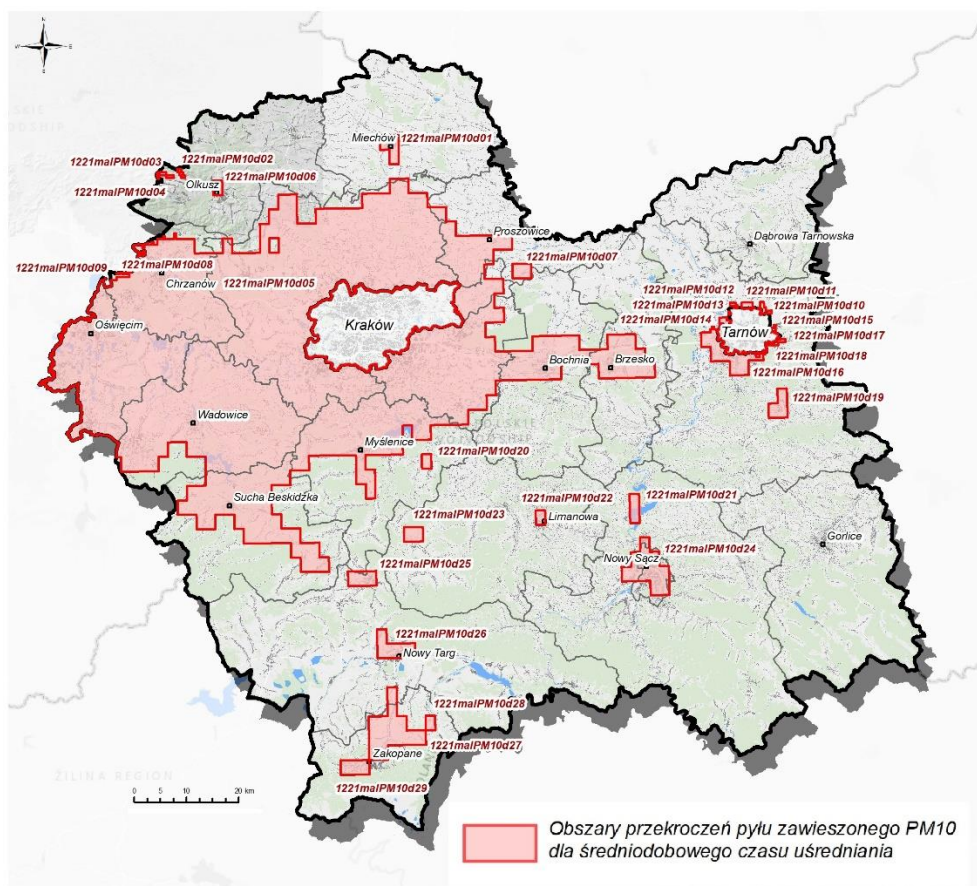 N
W
E
S
Miechów
1221malPM10d01
1221malPM10d03
1221malPM10d02
1221malPM10d04
Olkusz
1221malPM10d06
Proszowice
Dąbrowa Tarnowska
1221malPM10d07
1221malPM10d09
1221malPM10d08
Chrzanów
1221malPM10d05
1221malPM10d12
1221malPM10d11
1221malPM10d13
1221malPM10d10
1221malPM10d14
1221malPM10d15
Kraków
Oświęcim
Tarnów
1221malPM10d17
1221malPM10d18
Bochnia
Brzesko
1221malPM10d16
1221malPM10d19
Wadowice
Myślenice
1221malPM10d20
Sucha Beskidzka
1221malPM10d22
1221malPM10d21
1221malPM10d23
Limanowa
Gorlice
1221malPM10d24
Nowy Sącz
1221malPM10d25
1221malPM10d26
Nowy Targ
1221malPM10d28
1221malPM10d27
Zakopane
ŽILINA REGION
1221malPM10d29
0 5 10 20 km
Obszary przekroczeń pyłu zawieszonego PM10
dla średniodobowego czasu uśredniania